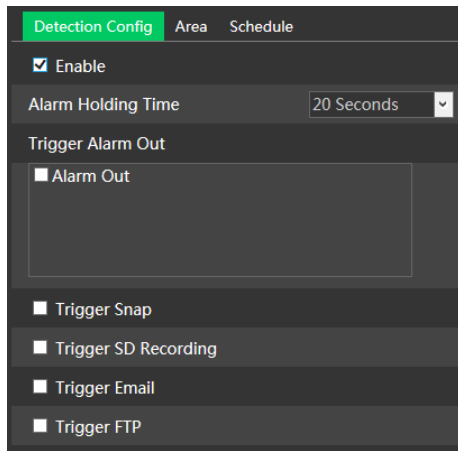 Detection Config Area Schedule
Enable
Alarm Holding Time 20 Seconds
Trigger Alarm Out
Alarm Out
Trigger Snap
Trigger SD Recording
Trigger Email
Trigger FTP